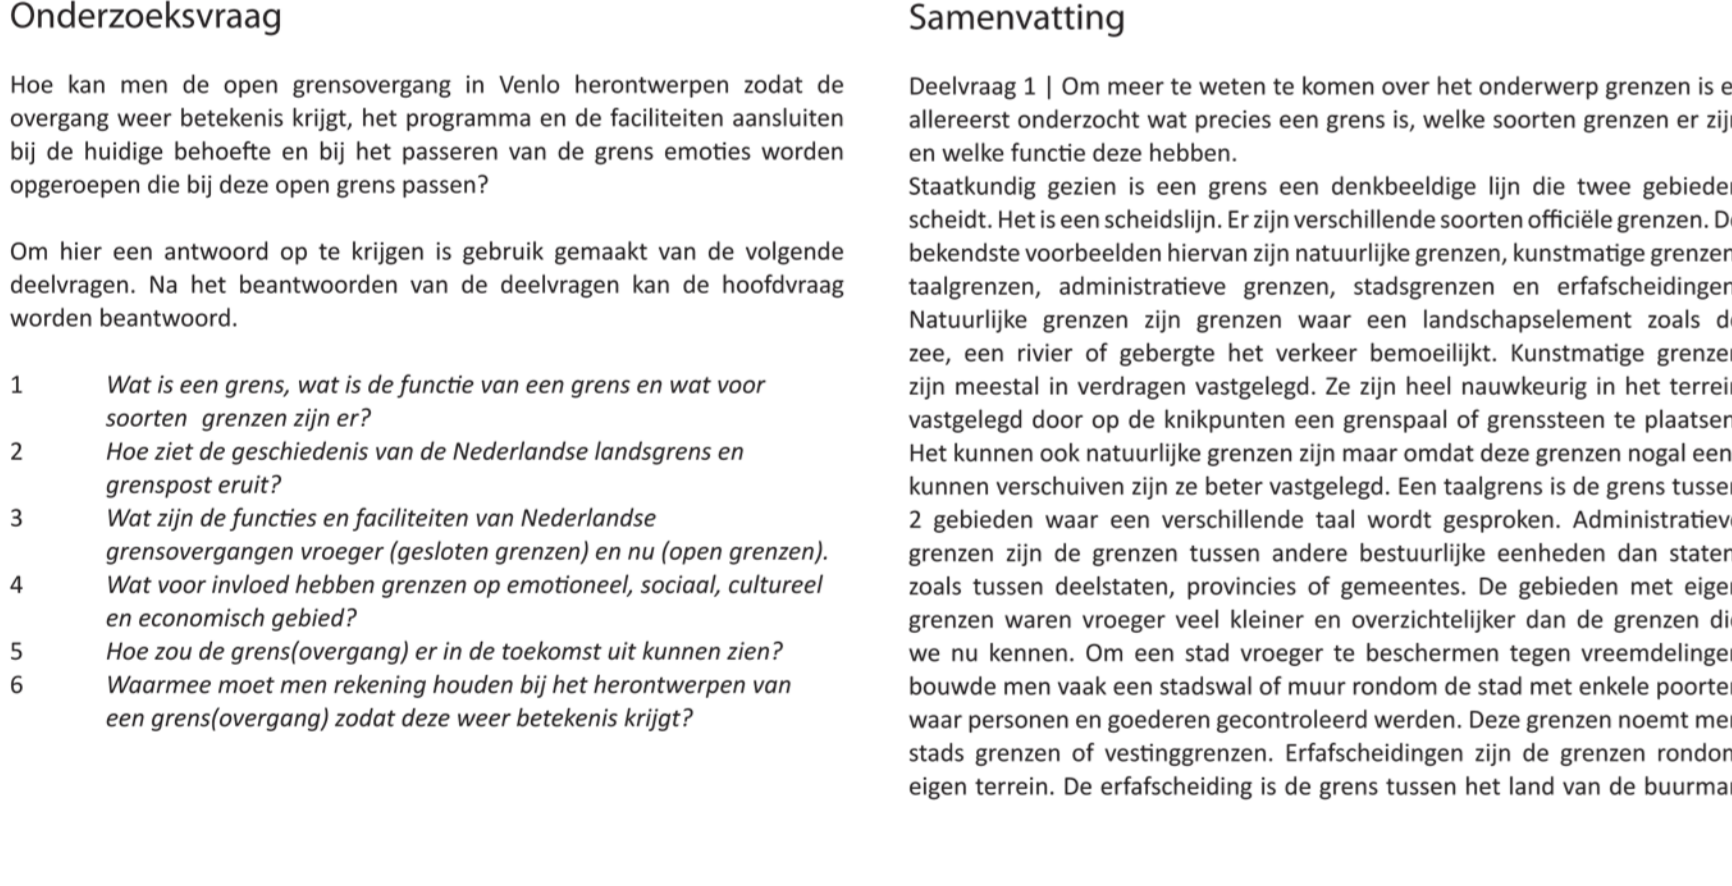 Onderzoeksvraag
Hoe kan men de open grensovergang in Venlo herontwerpen zodat de
overgang weer betekenis krijgt, het programma en de faciliteiten aansluiten
bij de huidige behoefte en bij het passeren van de grens emoties worden
opgeroepen die bij deze open grens passen?
Om hier een antwoord op te krijgen is gebruik gemaakt van de volgende
deelvragen. Na het beantwoorden van de deelvragen kan de hoofdvraag
worden beantwoord.
1 Wat is een grens, wat is de functie van een grens en wat voor
soorten grenzen zijn er?
2 Hoe ziet de geschiedenis van de Nederlandse landsgrens en
grenspost eruit?
3 Wat zijn de functies en faciliteiten van Nederlandse
grensovergangen vroeger (gesloten grenzen) en nu (open grenzen).
4 Wat voor invloed hebben grenzen op emotioneel, sociaal, cultureel
en economisch gebied?
5 Hoe zou de grens(overgang) er in de toekomst uit kunnen zien?
6 Waarmee moet men rekening houden bij het herontwerpen van
een grens(overgang) zodat deze weer betekenis krijgt?
Samenvatting
Deelvraag 1 | Om meer te weten te komen over het onderwerp grenzen is
allereerst onderzocht wat precies een grens is, welke soorten grenzen er
en welke functie deze hebben.
Staatkundig gezien is een grens een denkbeeldige lijn die twee
scheidt. Het is een scheidslijn. Er zijn verschillende soorten officiële grenzen.
bekendste voorbeelden hiervan zijn natuurlijke grenzen, kunstmatige grenzen
taalgrenzen, administratieve grenzen, stadsgrenzen en erfafscheidingen
Natuurlijke grenzen zijn grenzen waar een landschapselement zoals
zee, een rivier of gebergte het verkeer bemoeilijkt. Kunstmatige
zijn meestal in verdragen vastgelegd. Ze zijn heel nauwkeurig in het
vastgelegd door op de knikpunten een grenspaal of grenssteen te plaatsen
Het kunnen ook natuurlijke grenzen zijn maar omdat deze grenzen nogal een
kunnen verschuiven zijn ze beter vastgelegd. Een taalgrens is de grens
2 gebieden waar een verschillende taal wordt gesproken.
grenzen zijn de grenzen tussen andere bestuurlijke eenheden dan staten
zoals tussen deelstaten, provincies of gemeentes. De gebieden met
grenzen waren vroeger veel kleiner en overzichtelijker dan de grenzen
we nu kennen. Om een stad vroeger te beschermen tegen
bouwde men vaak een stadswal of muur rondom de stad met enkele
waar personen en goederen gecontroleerd werden. Deze grenzen noemt
stads grenzen of vestinggrenzen. Erfafscheidingen zijn de grenzen
eigen terrein. De erfafscheiding is de grens tussen het land van de